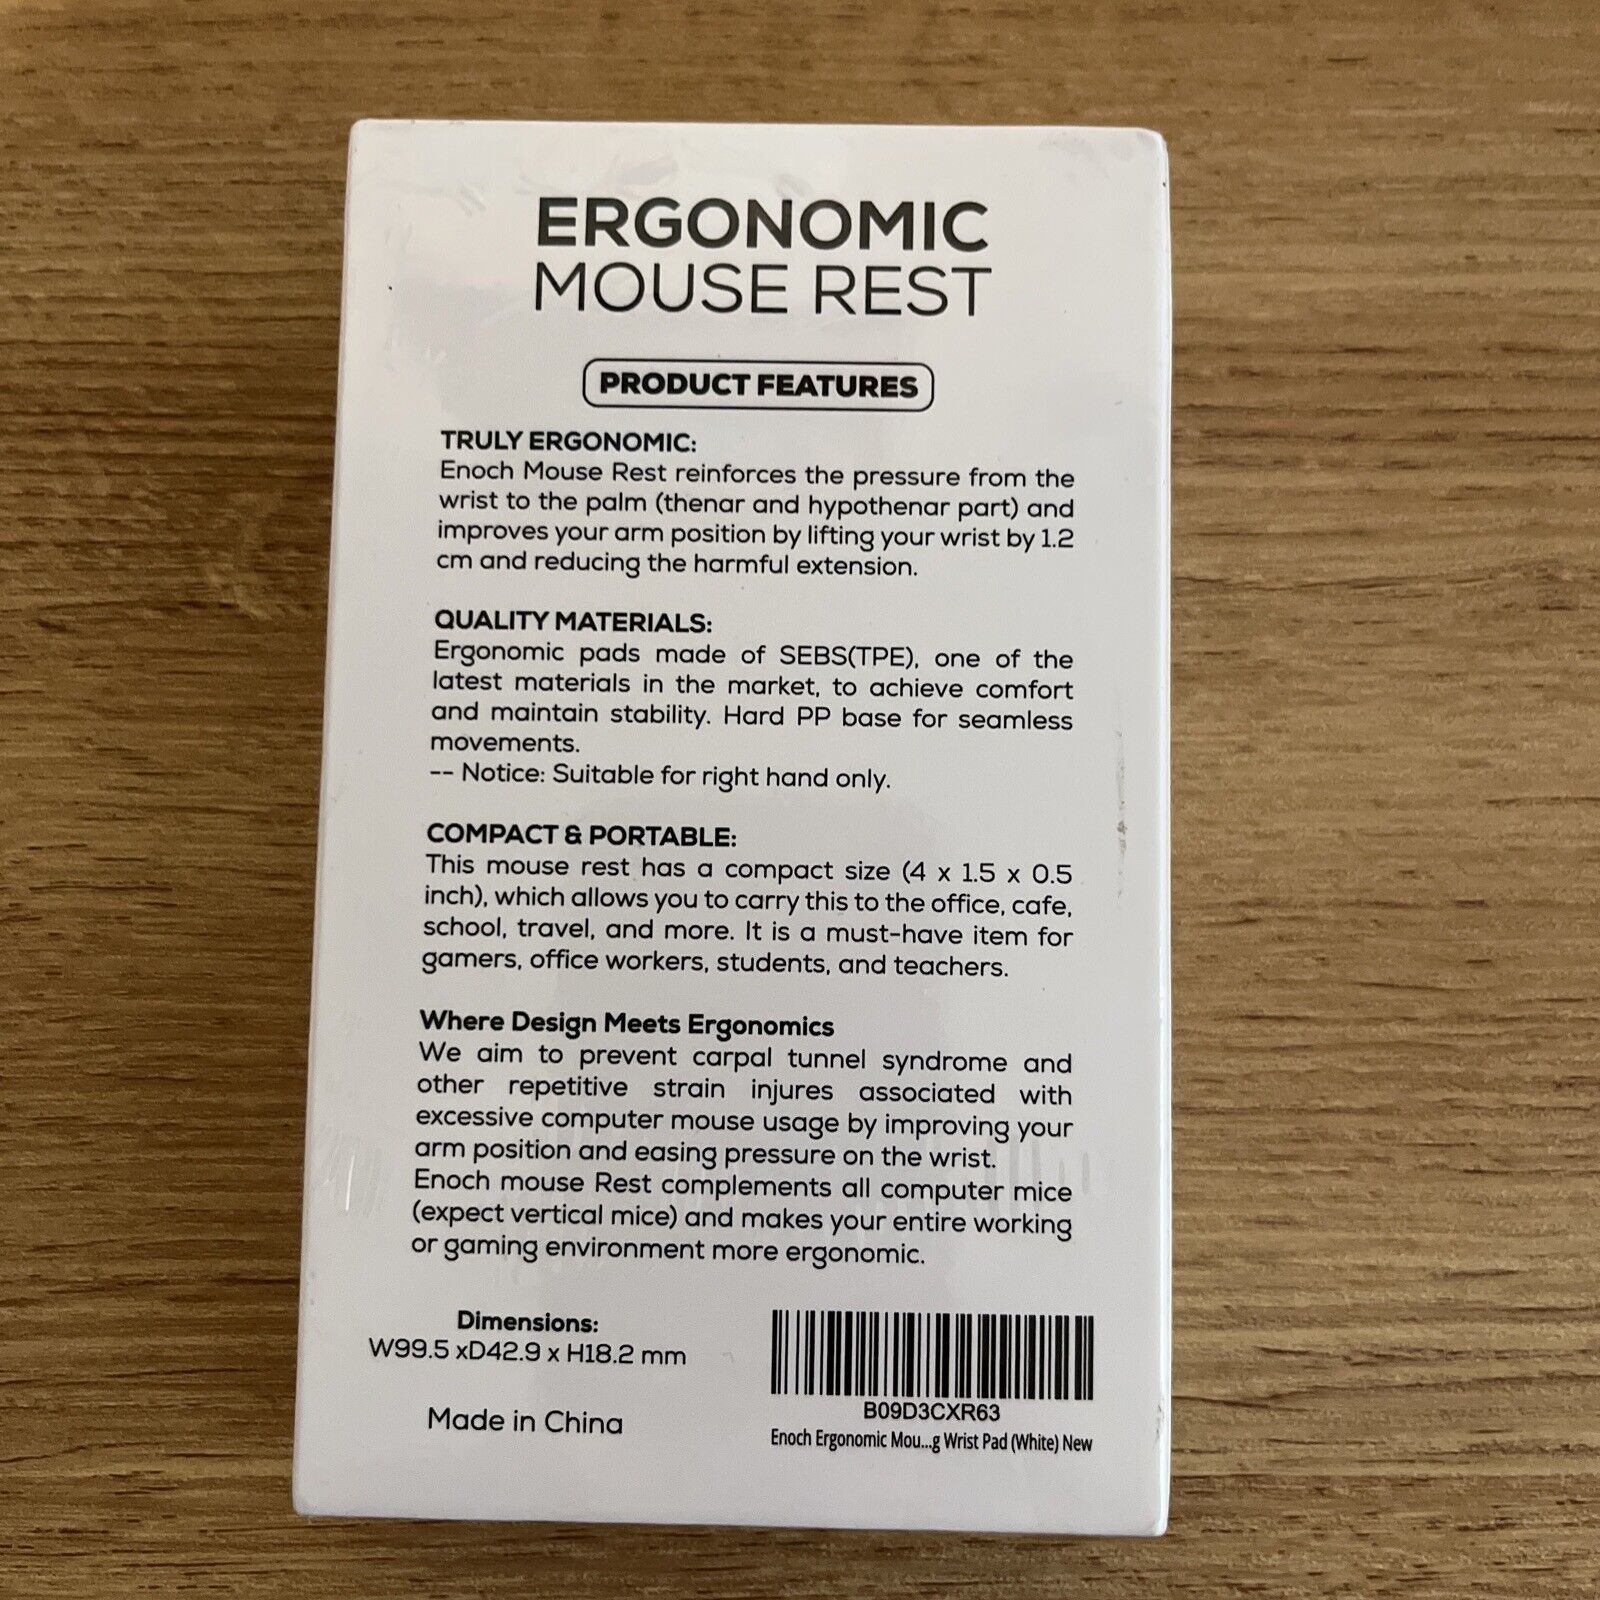 ERGONOMIC
MOUSE REST
PRODUCT FEATURES
TRULY ERGONOMIC:
Enoch Mouse Rest reinforces the pressure from the
wrist to the palm (thenar and hypothenar part) and
improves your arm position by lifting your wrist by 1.2
cm and reducing the harmful extension.
QUALITY MATERIALS:
Ergonomic pads made of SEBS(TPE), one of the
latest materials in the market, to achieve comfort
and maintain stability. Hard PP base for seamless
movements.
-- Notice: Suitable for right hand only.
COMPACT & PORTABLE:
This mouse rest has a compact size (4 x 1.5 x 0.5
inch), which allows you to carry this to the office, cafe,
school, travel, and more. It is a must-have item for
gamers, office workers, students, and teachers.
Where Design Meets Ergonomics
We aim to prevent carpal tunnel syndrome and
other repetitive strain injures associated with
excessive computer mouse usage by improving your
arm position and easing pressure on the wrist.
Enoch mouse Rest complements all computer mice
(expect vertical mice) and makes your entire working
or gaming environment more ergonomic.
Dimensions:
W99.5 xD42.9 x H18.2 mm
Made in China
B09D3CXR63
Enoch Ergonomic Mou...g Wrist Pad (White) New